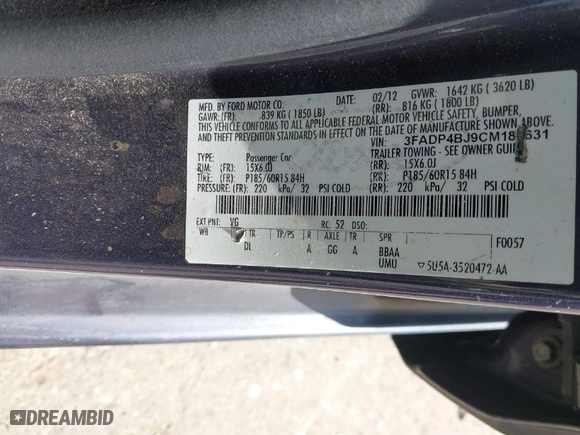 MFD. BY FORD MOTOR CO.
DATE: 02/12 GVWR: 1642 KG ( 3620 LB)
GAWR: (FR): 839 KG ( 1850 LB) (RR): 816 KG ( 1800 LB)
THIS VEHICLE CONFORMS TO ALL APPLICABLE FEDERAL MOTOR VEHICLE SAFETY, BUMPER,
AND THEFT PREVENTION STANDARDS IN EFFECT ON THE DATE OF MANUFACTURE SHOWN ABOVE.
VIN:
TYPE: Passenger Car TRAILER TOWING - SEE OWNER GUIDE
RIM: (FR): 15X6.0J (RR): 15X6.0J
TIRE: P185/60R15 84H P185/60R15 84H
PRESSURE: (FR): 220 kPa/ 32 PSI COLD (RR): 220 kPa/ 32 PSI COLD
EXT PNT: VG RC: 52 DSO:
WB TR TP/PS R AXLE TR SPR F0057
DL A GG A BBAA
UMU 5U5A-3520472-AA
DREAMBID